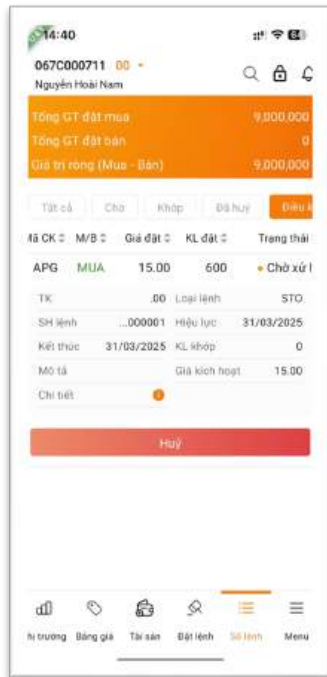 14:40
067C000711 00
Nguyễn Hoài Nam
Tổng GT đặt mua 9,000,000
Tổng GT đặt bán 0
Giá trị ròng (Mua - Bán) 9,000,000
Tất cả Chờ Khớp Đã huỷ Điều k
Mã CK M/B Giá đặt KL đặt Trạng thái
APG MUA 15.00 600 Chờ xử l
TK .00 Loại lệnh STO
SH lệnh ...000001 Hiệu lực 31/03/2025
Kết thúc 31/03/2025 KL khớp 0
Mô tả Giá kích hoạt 15.00
Chi tiết
Huỷ
hị trường Bảng giá Tài sản Đặt lệnh Sổ lệnh Menu